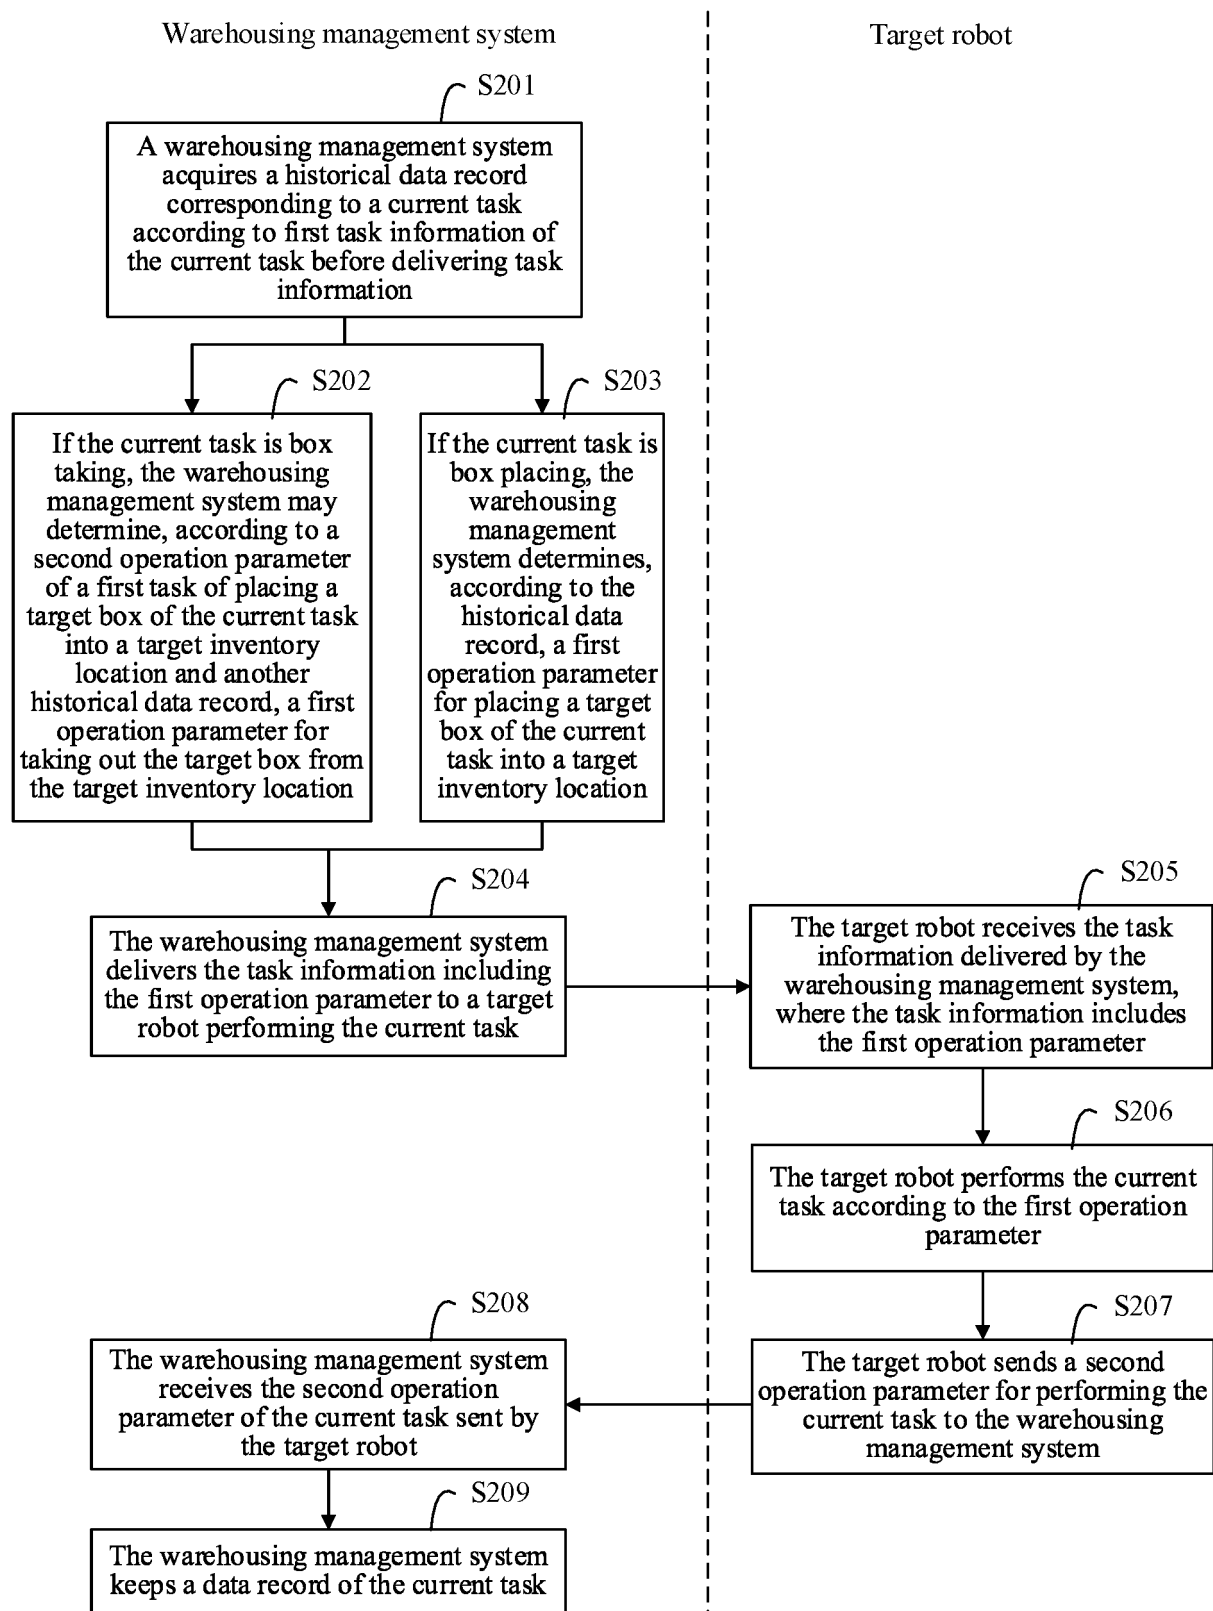 Warehousing management system
Target robot
S201
A warehousing management system
acquires a historical data record
corresponding to a current task
according to first task information of
the current task before delivering task
information
S202
If the current task is box
taking, the warehousing
management system may
determine, according to a
second operation parameter
of a first task of placing a
target box of the current task
into a target inventory
location and another
historical data record, a first
operation parameter for
taking out the target box from
the target inventory location
S203
If the current task is
box placing, the
warehousing
management
system determines,
according to the
historical data
record, a first
operation parameter
for placing a target
box of the current
task into a target
inventory location
S204
The warehousing management system
delivers the task information including
the first operation parameter to a target
robot performing the current task
S205
The target robot receives the task
information delivered by the
warehousing management system,
where the task information includes
the first operation parameter
S206
The target robot performs the current
task according to the first operation
parameter
S207
The target robot sends a second
operation parameter for performing the
current task to the warehousing
management system
S208
The warehousing management system
receives the second operation
parameter of the current task sent by
the target robot
S209
The warehousing management system
keeps a data record of the current task